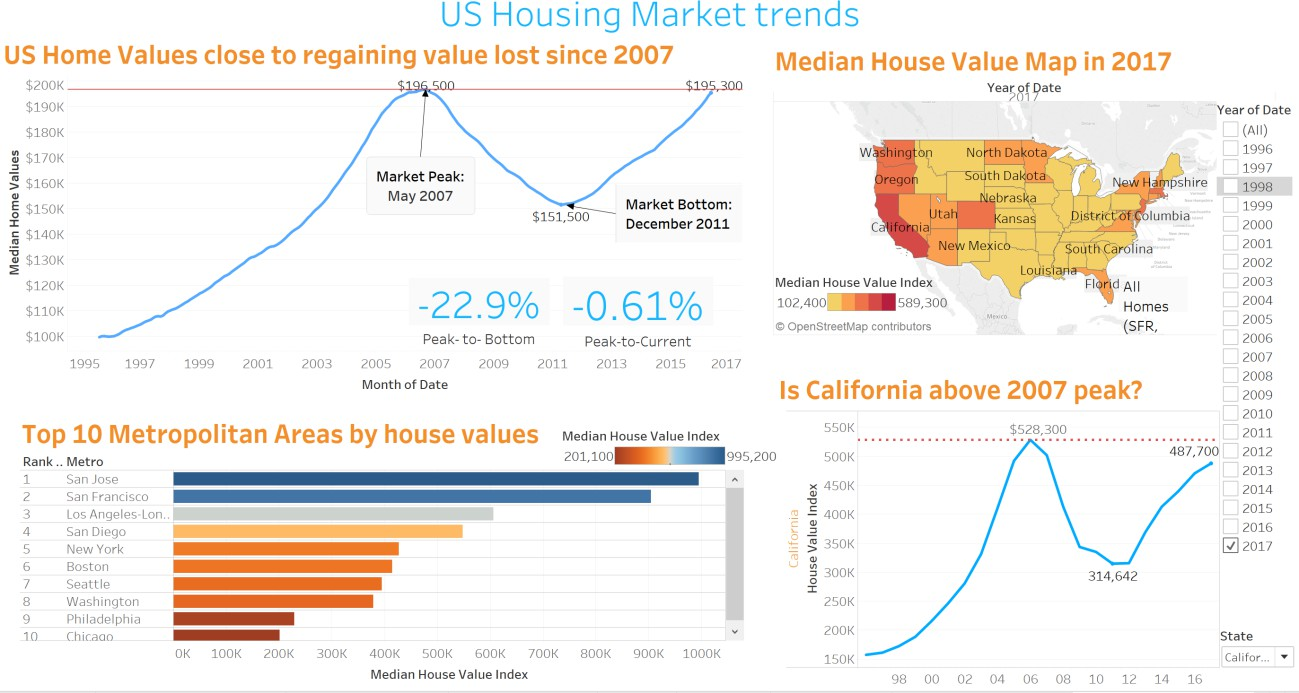 US Housing Market trends
US Home Values close to regaining value lost since 2007
$200K
$190K
$180K
$170K
$160K
$150K
$140K
$130K
$120K
$110K
$100K
Median Home Values
$196,500
$195,300
Market Peak:
May 2007
$151,500
Market Bottom:
December 2011
-22.9%
Peak- to- Bottom
-0.61%
Peak-to-Current
1995 1997 1999 2001 2003 2005 2007 2009 2011 2013 2015 2017
Month of Date
Median House Value Map in 2017
Year of Date
2017
Washington
North Dakota
Oregon
South Dakota
New Hampshire
Nebraska
Utah
Kansas
District of Columbia
California
New Mexico
South Carolina
Louisiana
Florid
All
Homes
(SFR,
Mexico
Median House Value Index
102,400 589,300
© OpenStreetMap contributors
Year of Date
(All)
1996
1997
1998
1999
2000
2001
2002
2003
2004
2005
2006
2007
2008
2009
2010
2011
2012
2013
2014
2015
2016
2017
State
Califor...
Top 10 Metropolitan Areas by house values
Median House Value Index
201,100 995,200
Rank .. Metro
1 San Jose
2 San Francisco
3 Los Angeles-Lon..
4 San Diego
5 New York
6 Boston
7 Seattle
8 Washington
9 Philadelphia
10 Chicago
0K 100K 200K 300K 400K 500K 600K 700K 800K 900K 1000K
Median House Value Index
Is California above 2007 peak?
550K
500K
450K
400K
350K
300K
250K
200K
150K
California
House Value Index
$528,300
487,700
314,642
98 00 02 04 06 08 10 12 14 16